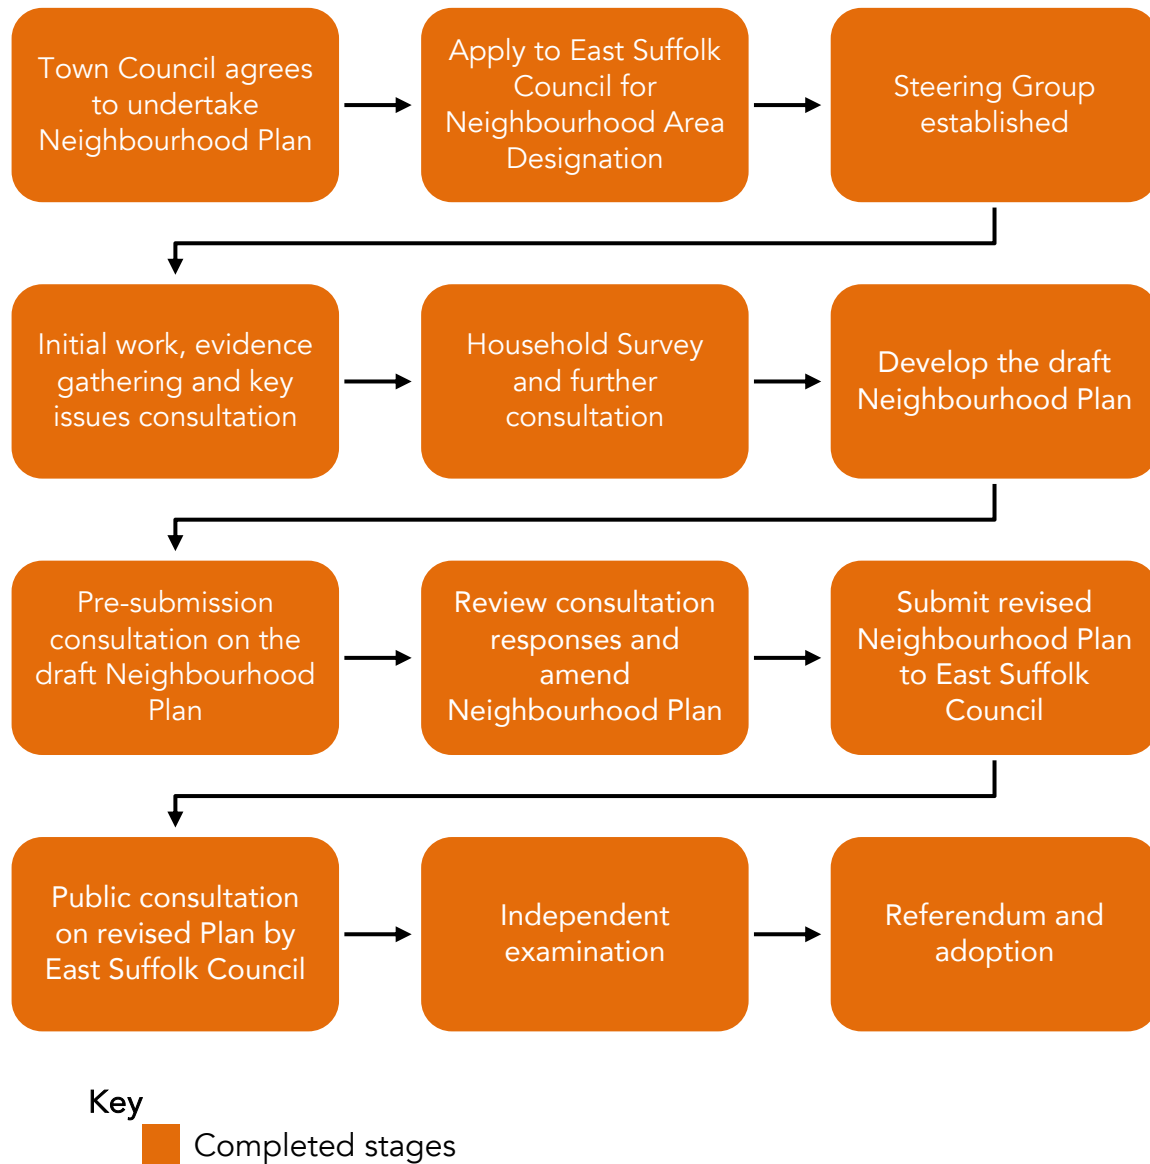 Town Council agrees
to undertake
Neighbourhood Plan
Apply to East Suffolk
Council for
Neighbourhood Area
Designation
Steering Group
established
Initial work, evidence
gathering and key
issues consultation
Household Survey
and further
consultation
Develop the draft
Neighbourhood Plan
Pre-submission
consultation on the
draft Neighbourhood
Plan
Review consultation
responses and
amend
Neighbourhood Plan
Submit revised
Neighbourhood Plan
to East Suffolk
Council
Public consultation
on revised Plan by
East Suffolk Council
Independent
examination
Referendum and
adoption
Key
Completed stages